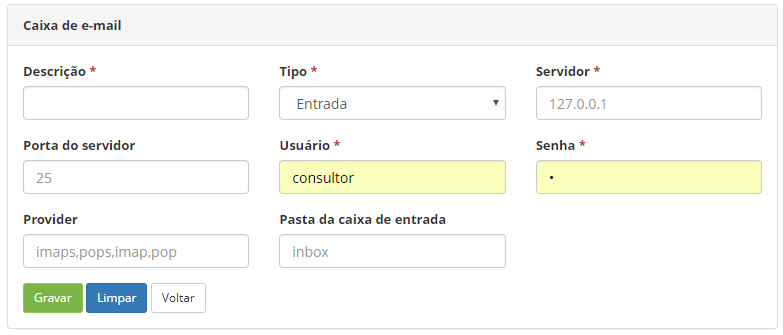 Caixa de e-mail
Descrição * Tipo * Servidor *
Entrada 127.0.0.1
Porta do servidor Usuário * Senha *
25 consultor •
Provider Pasta da caixa de entrada
imaps,pops,imap,pop inbox
Gravar Limpar Voltar